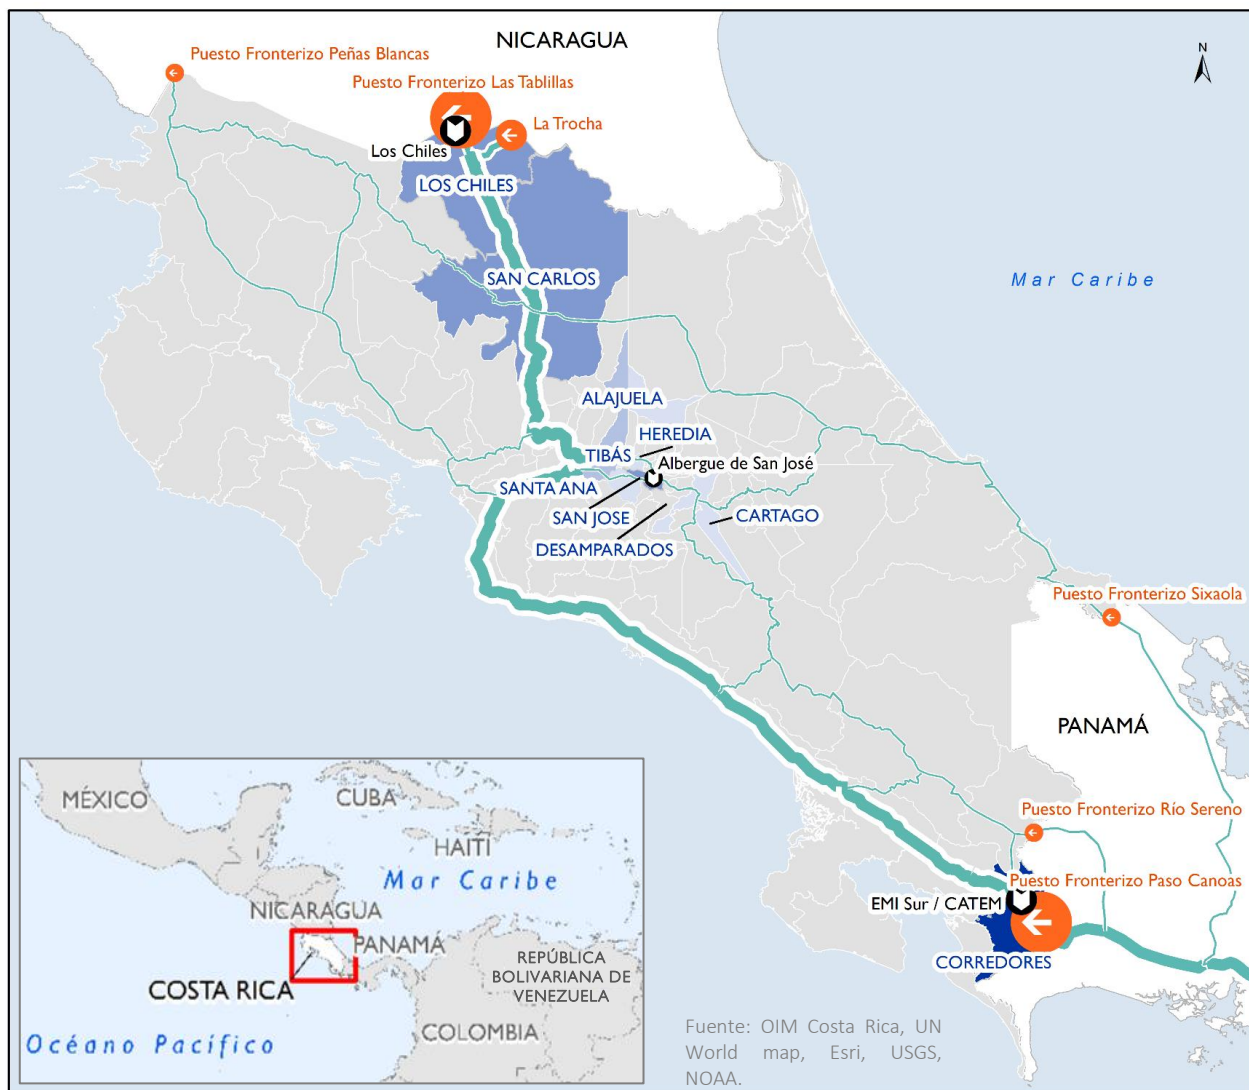 NICARAGUA
N
Puesto Fronterizo Peñas Blancas
Puesto Fronterizo Las Tablillas
La Trocha
Los Chiles
LOS CHILES
SAN CARLOS
Mar Caribe
ALAJUELA
HEREDIA
TIBÁS
Albergue de San José
SANTA ANA
SAN JOSE
CARTAGO
DESAMPARADOS
Puesto Fronterizo Sixaola
PANAMÁ
Puesto Fronterizo Río Sereno
Puesto Fronterizo Paso Canoas
EMI Sur / CATEM
CORREDORES
MÉXICO
CUBA
HAITÍ
Mar Caribe
NICARAGUA
PANAMÁ
REPÚBLICA
BOLIVARIANA DE
VENEZUELA
COSTA RICA
COLOMBIA
Océano Pacífico
Fuente: OIM Costa Rica, UN
World map, Esri, USGS,
NOAA.